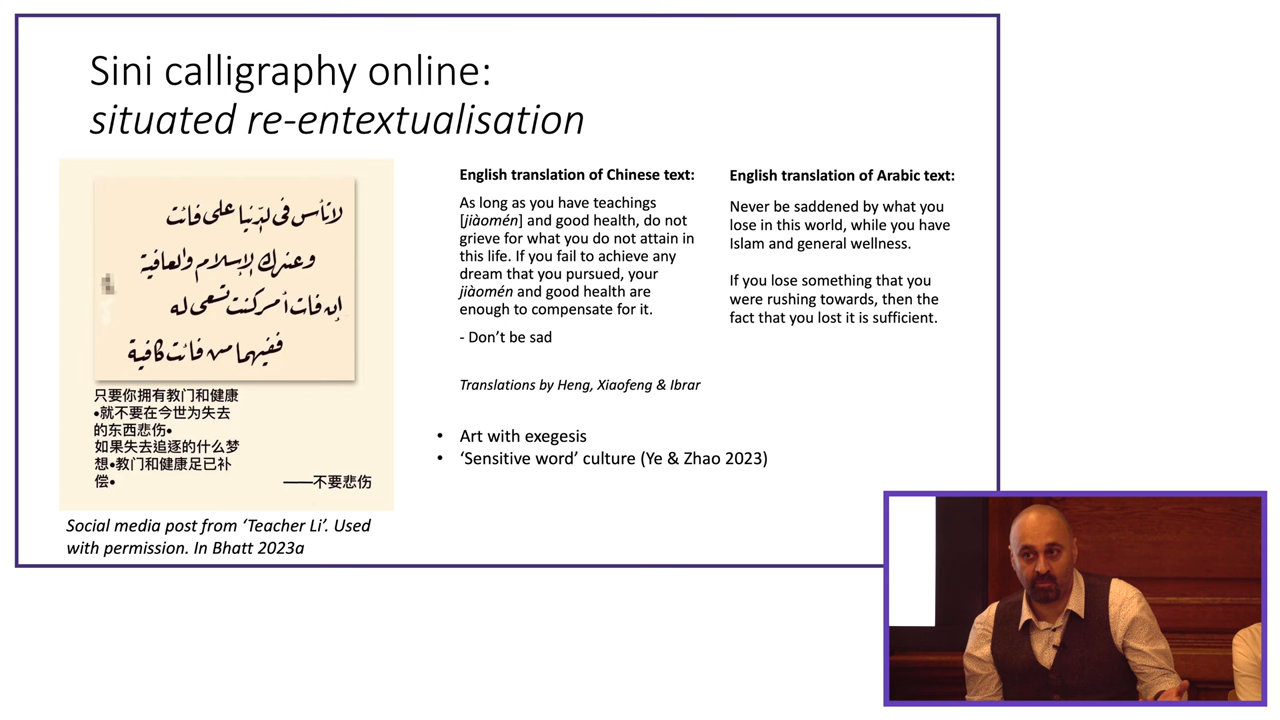 Sini calligraphy online:
situated re-entextualisation
لا تأس في الدنيا على فائت
وعندك الإسلام والعافية
إن فات أمر كنت تسعى له
ففيهما من فائت كافية
只要你拥有教门和健康
•就不要在今世为失去
的东西悲伤•
如果失去追逐的什么梦
想•教门和健康足已补
偿•
——不要悲伤
Social media post from ‘Teacher Li’. Used
with permission. In Bhatt 2023a
English translation of Chinese text:
As long as you have teachings
[jiàomén] and good health, do not
grieve for what you do not attain in
this life. If you fail to achieve any
dream that you pursued, your
jiàomén and good health are
enough to compensate for it.
- Don’t be sad
English translation of Arabic text:
Never be saddened by what you
lose in this world, while you have
Islam and general wellness.
If you lose something that you
were rushing towards, then the
fact that you lost it is sufficient.
Translations by Heng, Xiaofeng & Ibrar
• Art with exegesis
• ‘Sensitive word’ culture (Ye & Zhao 2023)